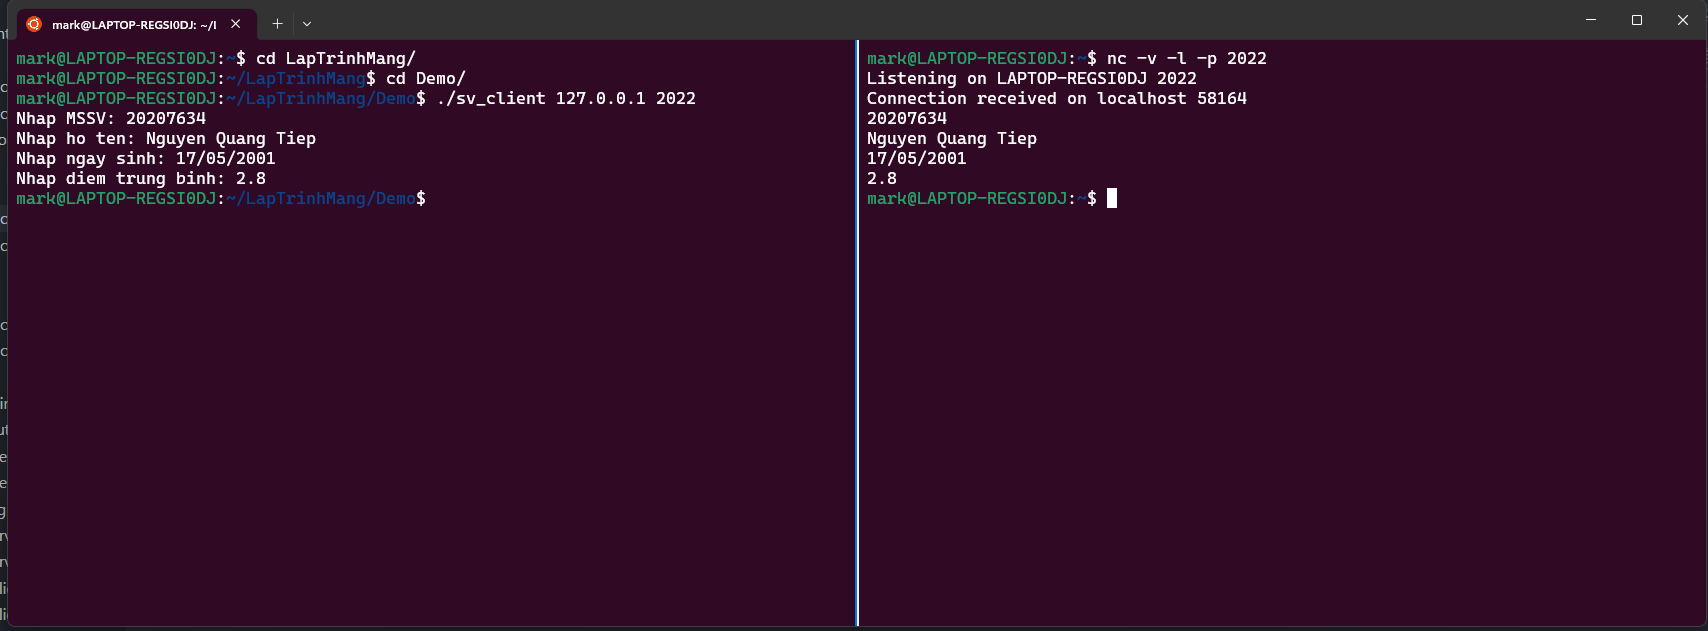 mark@LAPTOP-REGSI0DJ: ~/l
mark@LAPTOP-REGSI0DJ:~$ cd LapTrinhMang/
mark@LAPTOP-REGSI0DJ:~/LapTrinhMang$ cd Demo/
mark@LAPTOP-REGSI0DJ:~/LapTrinhMang/Demo$ ./sv_client 127.0.0.1 2022
Nhap MSSV: 20207634
Nhap ho ten: Nguyen Quang Tiep
Nhap ngay sinh: 17/05/2001
Nhap diem trung binh: 2.8
mark@LAPTOP-REGSI0DJ:~/LapTrinhMang/Demo$
mark@LAPTOP-REGSI0DJ:~$ nc -v -l -p 2022
Listening on LAPTOP-REGSI0DJ 2022
Connection received on localhost 58164
20207634
Nguyen Quang Tiep
17/05/2001
2.8
mark@LAPTOP-REGSI0DJ:~$